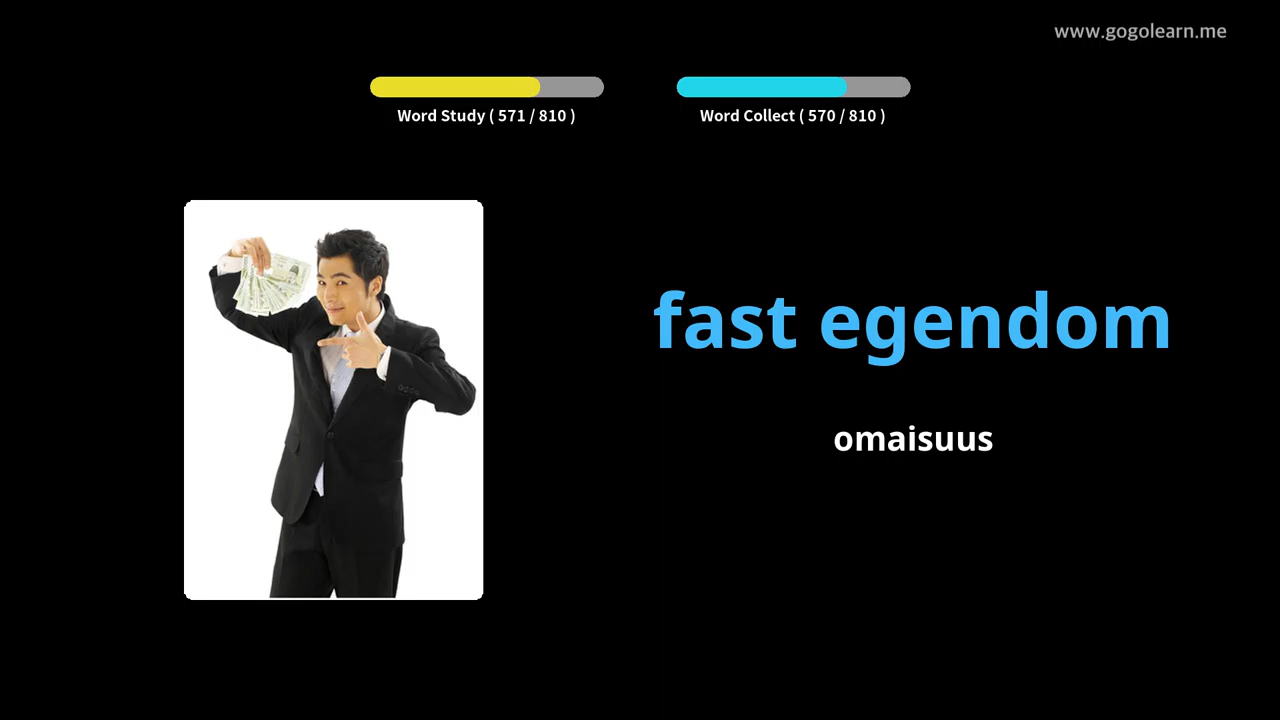 www.gogolearn.me
Word Study ( 571 / 810 )
Word Collect ( 570 / 810 )
fast egendom
omaisuus